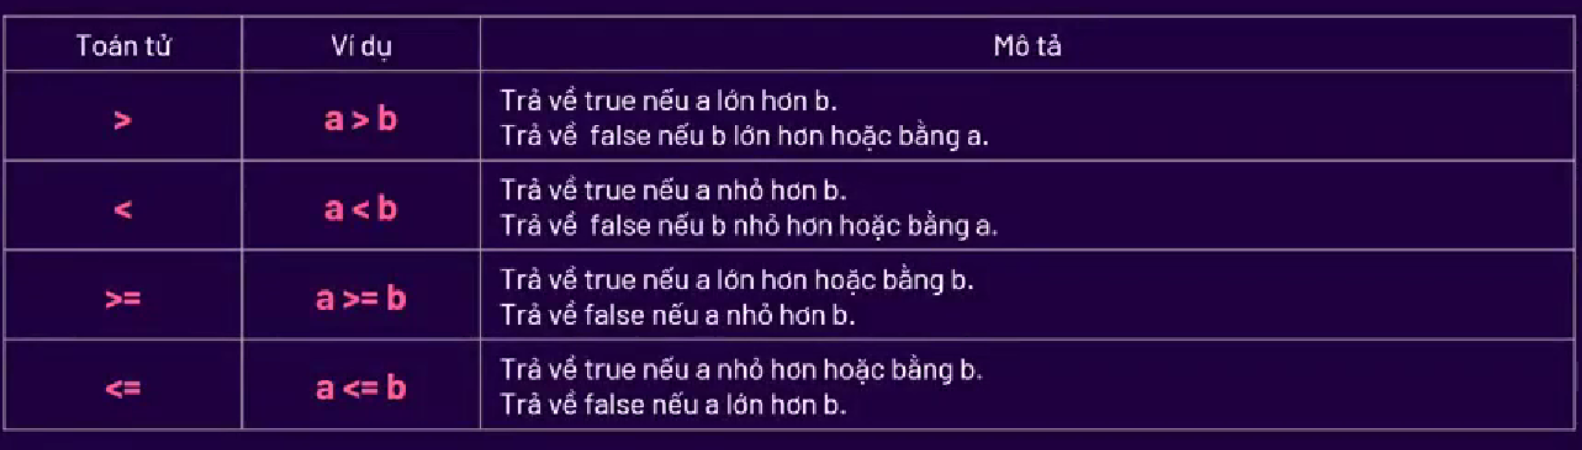 Toán tử Ví dụ Mô tả
> a > b Trả về true nếu a lớn hơn b.
Trả về false nếu b lớn hơn hoặc bằng a.
< a < b Trả về true nếu a nhỏ hơn b.
Trả về false nếu b nhỏ hơn hoặc bằng a.
>= a >= b Trả về true nếu a lớn hơn hoặc bằng b.
Trả về false nếu a nhỏ hơn b.
<= a <= b Trả về true nếu a nhỏ hơn hoặc bằng b.
Trả về false nếu a lớn hơn b.